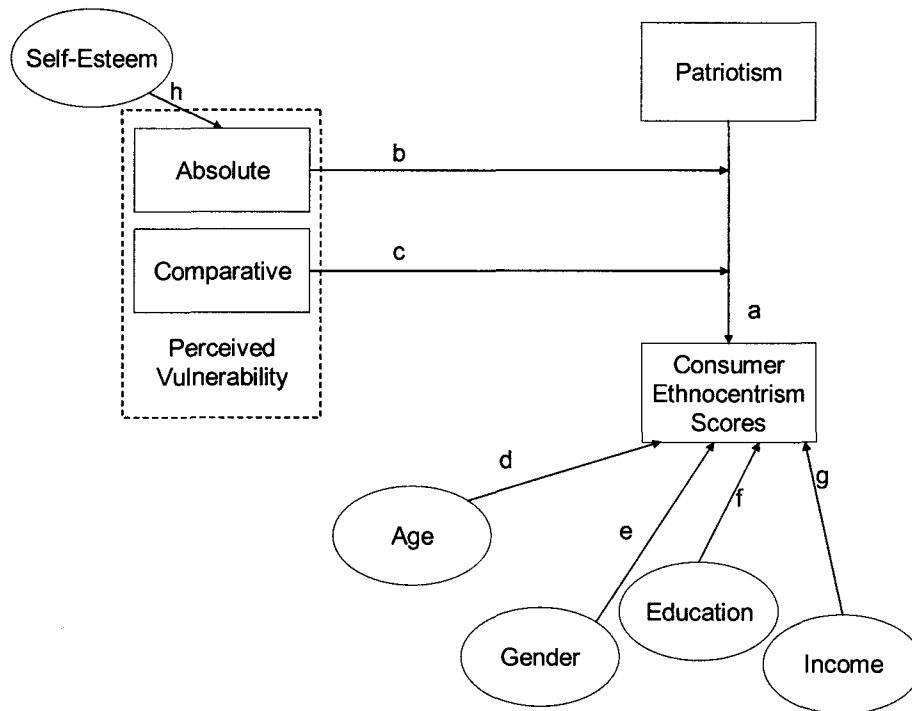 Self-Esteem
Patriotism
h
Absolute
b
Comparative
c
a
Perceived
Vulnerability
Consumer
Ethnocentrism
Scores
d
e
f
g
Age
Gender
Education
Income